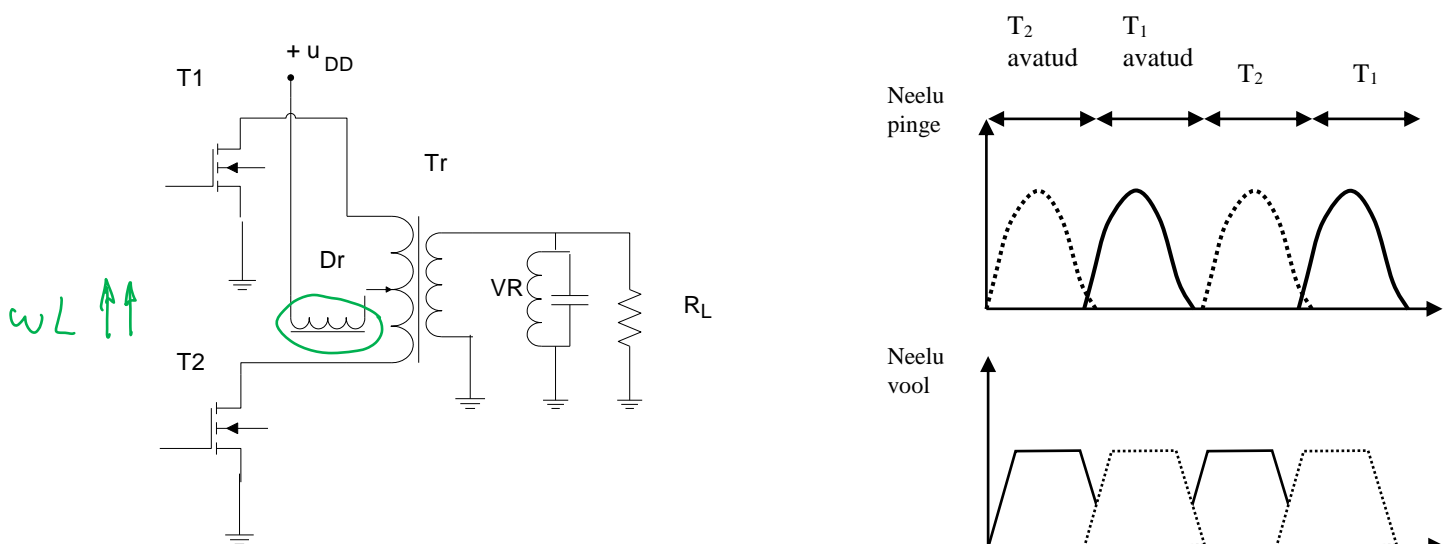 + u DD
T1
Tr
Dr
VR
R L
ωL ↑↑
T2
T₂ avatud
T₁ avatud
T₂
T₁
Neelu
pinge
Neelu
vool